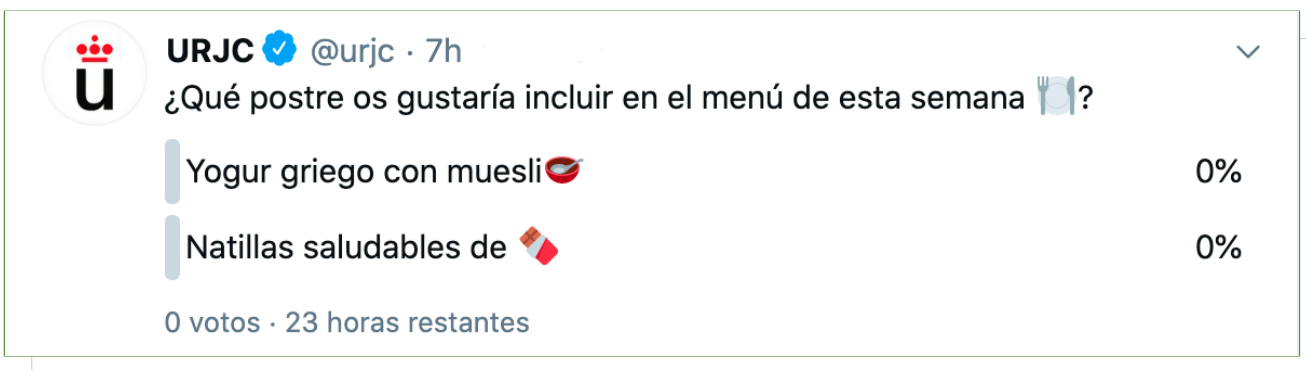 URJC @urjc · 7h
¿Qué postre os gustaría incluir en el menú de esta semana 🍽?
Yogur griego con muesli🥣 0%
Natillas saludables de 🍫 0%
0 votos · 23 horas restantes
u